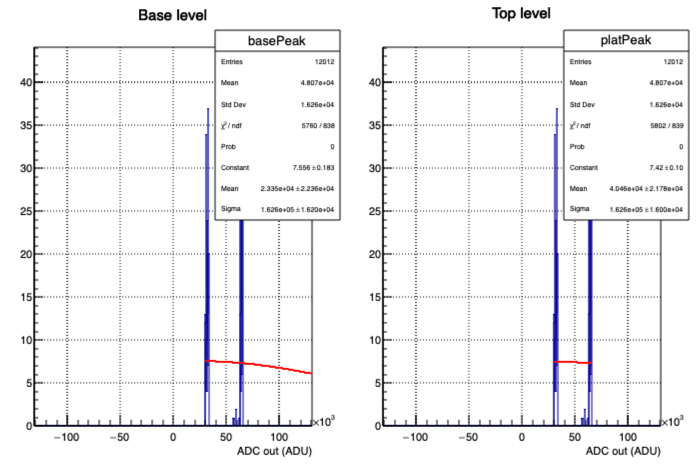 Base level
basePeak
Entries 12012
Mean 4.807e+04
Std Dev 1.626e+04
χ² / ndf 5760 / 838
Prob 0
Constant 7.556 ± 0.183
Mean 2.335e+04 ± 2.236e+04
Sigma 1.626e+05 ± 1.620e+04
40
35
30
25
20
15
10
5
0
−100 −50 0 50 100
×10³
ADC out (ADU)
Top level
platPeak
Entries 12012
Mean 4.807e+04
Std Dev 1.626e+04
χ² / ndf 5802 / 839
Prob 0
Constant 7.42 ± 0.10
Mean 4.046e+04 ± 2.178e+04
Sigma 1.626e+05 ± 1.600e+04
40
35
30
25
20
15
10
5
0
−100 −50 0 50 100
×10³
ADC out (ADU)